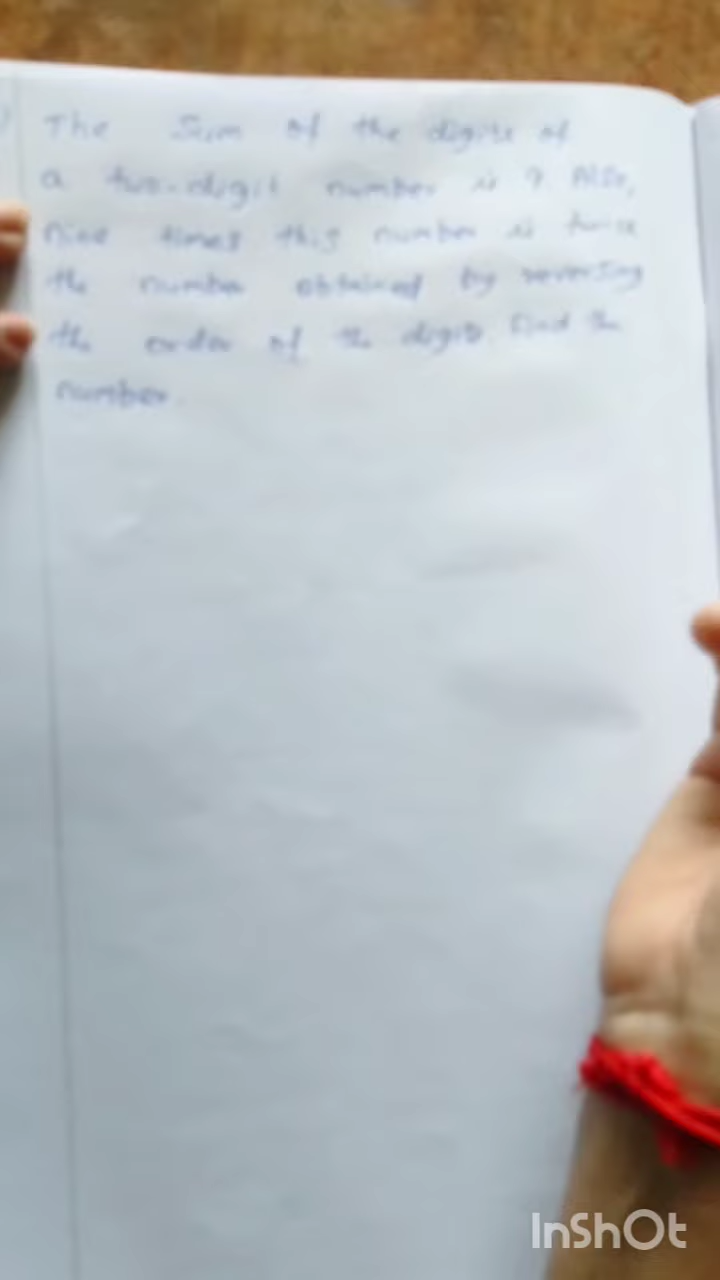 The Sum of the digits of
a two-digit number is 9. Also,
nine times this number is twice
the number obtained by reversing
the order of the digits. Find the
number.
InShOt